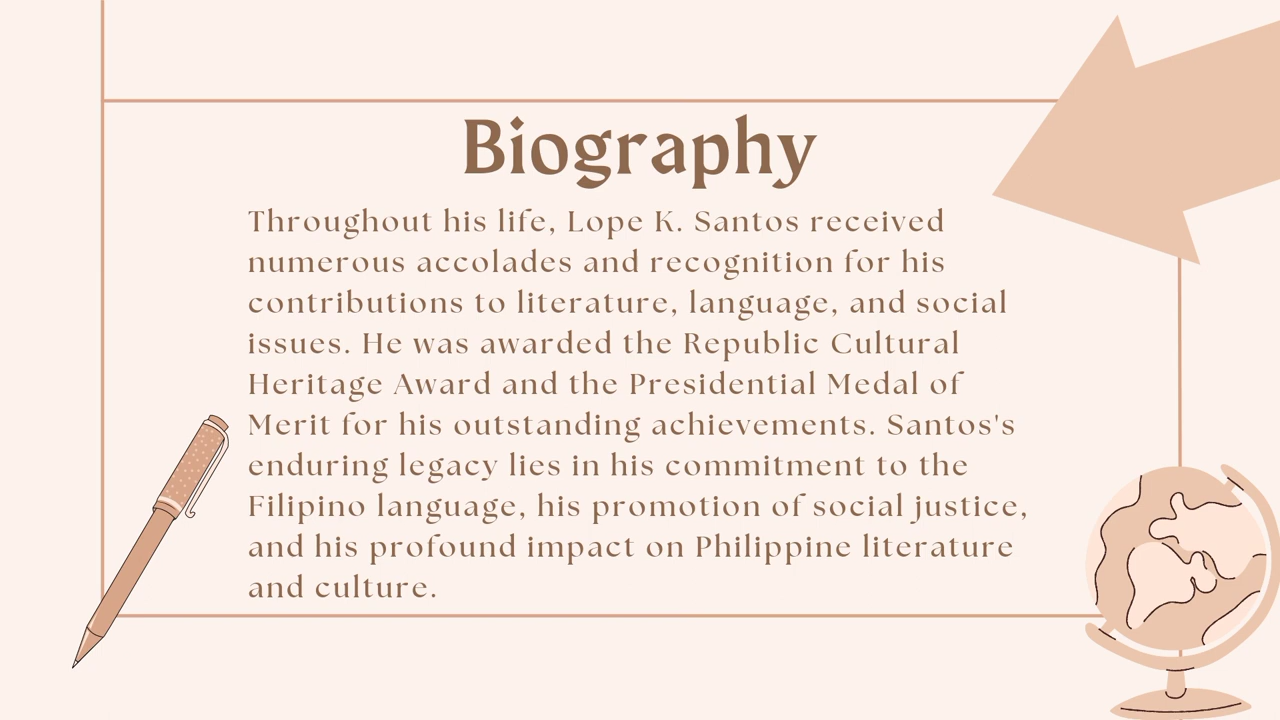 Biography
Throughout his life, Lope K. Santos received
numerous accolades and recognition for his
contributions to literature, language, and social
issues. He was awarded the Republic Cultural
Heritage Award and the Presidential Medal of
Merit for his outstanding achievements. Santos's
enduring legacy lies in his commitment to the
Filipino language, his promotion of social justice,
and his profound impact on Philippine literature
and culture.